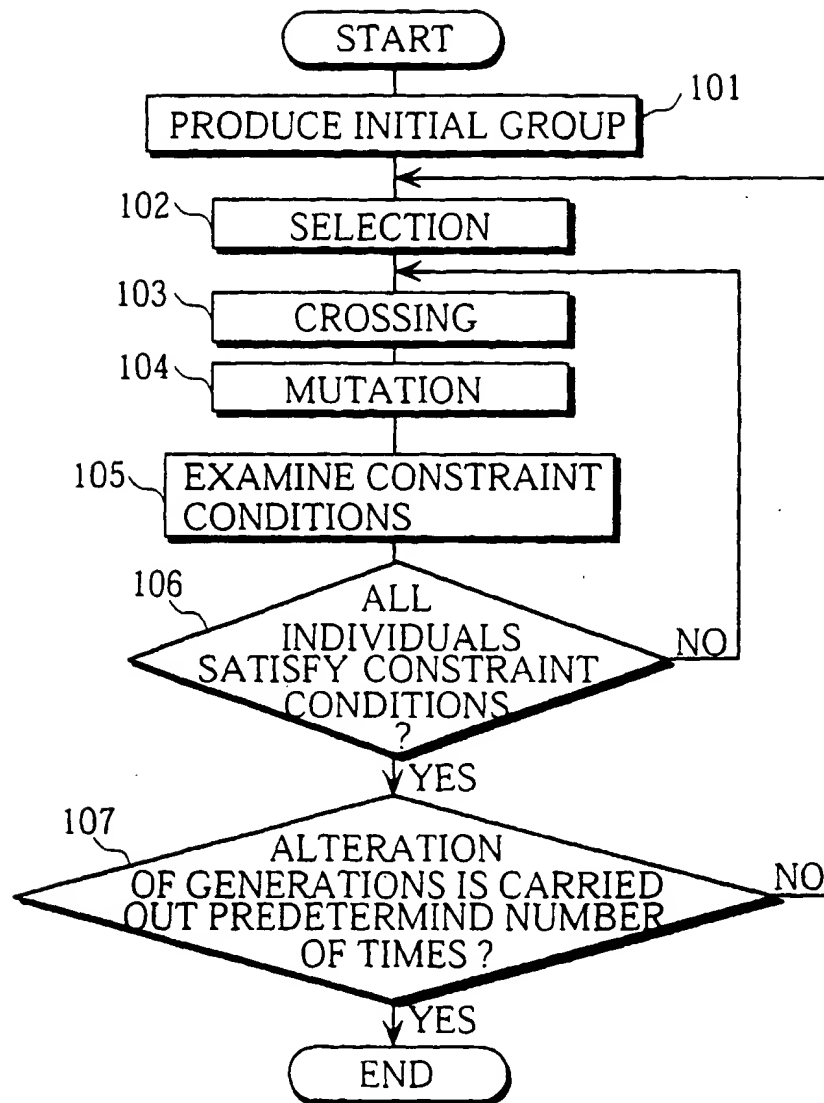 START
101
PRODUCE INITIAL GROUP
102
SELECTION
103
CROSSING
104
MUTATION
105
EXAMINE CONSTRAINT
CONDITIONS
106
ALL
INDIVIDUALS
SATISFY CONSTRAINT
CONDITIONS
?
NO
YES
107
ALTERATION
OF GENERATIONS IS CARRIED
OUT PREDETERMIND NUMBER
OF TIMES ?
NO
YES
END